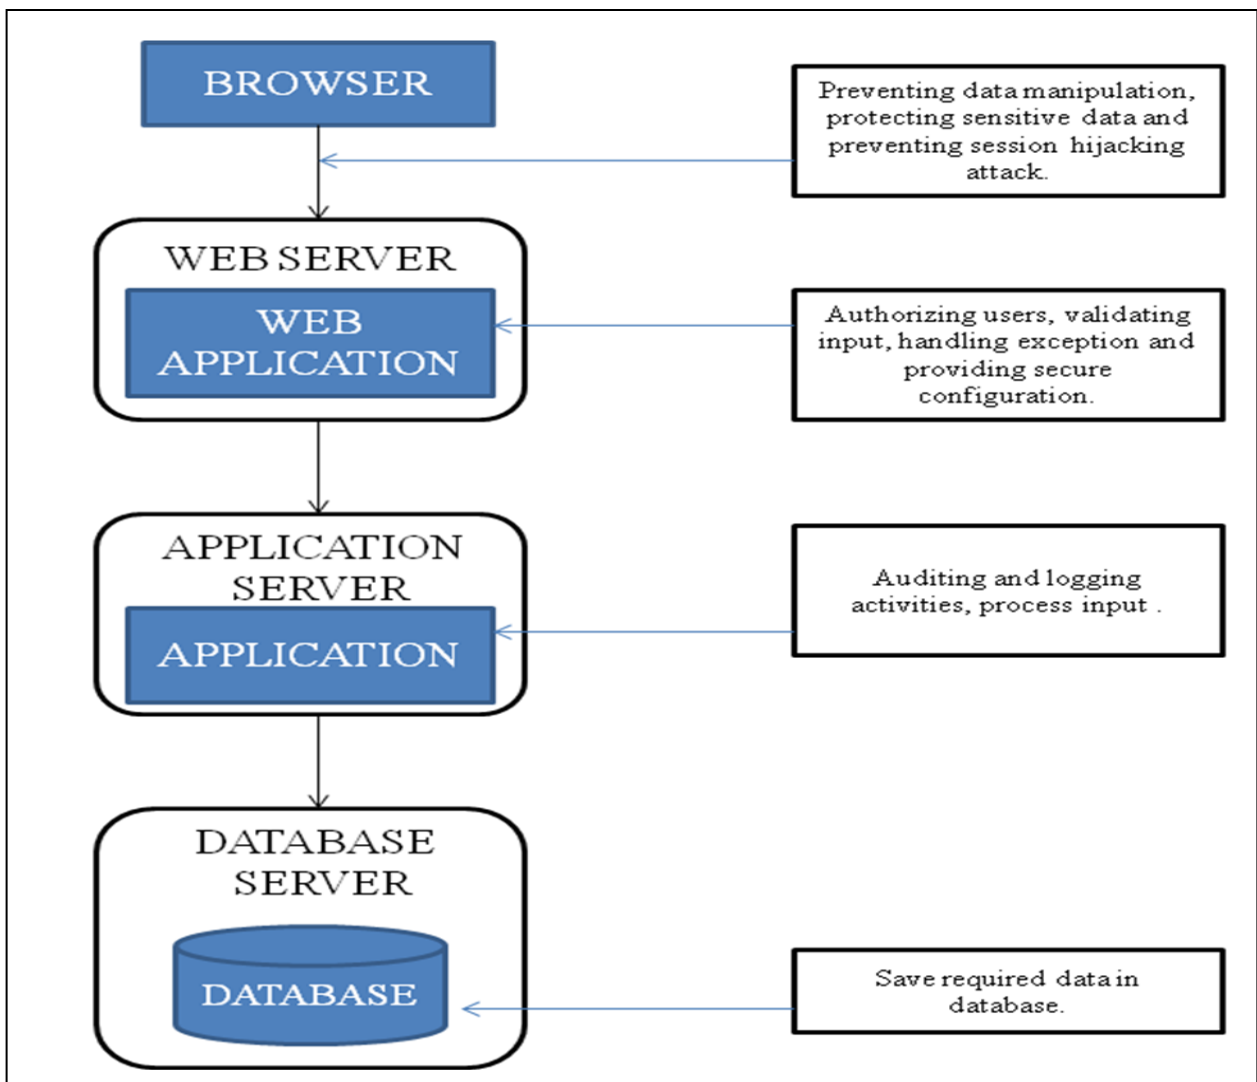 BROWSER
Preventing data manipulation,
protecting sensitive data and
preventing session hijacking
attack.
WEB SERVER
WEB
APPLICATION
Authorizing users, validating
input, handling exception and
providing secure
configuration.
APPLICATION
SERVER
APPLICATION
Auditing and logging
activities, process input .
DATABASE
SERVER
DATABASE
Save required data in
database.